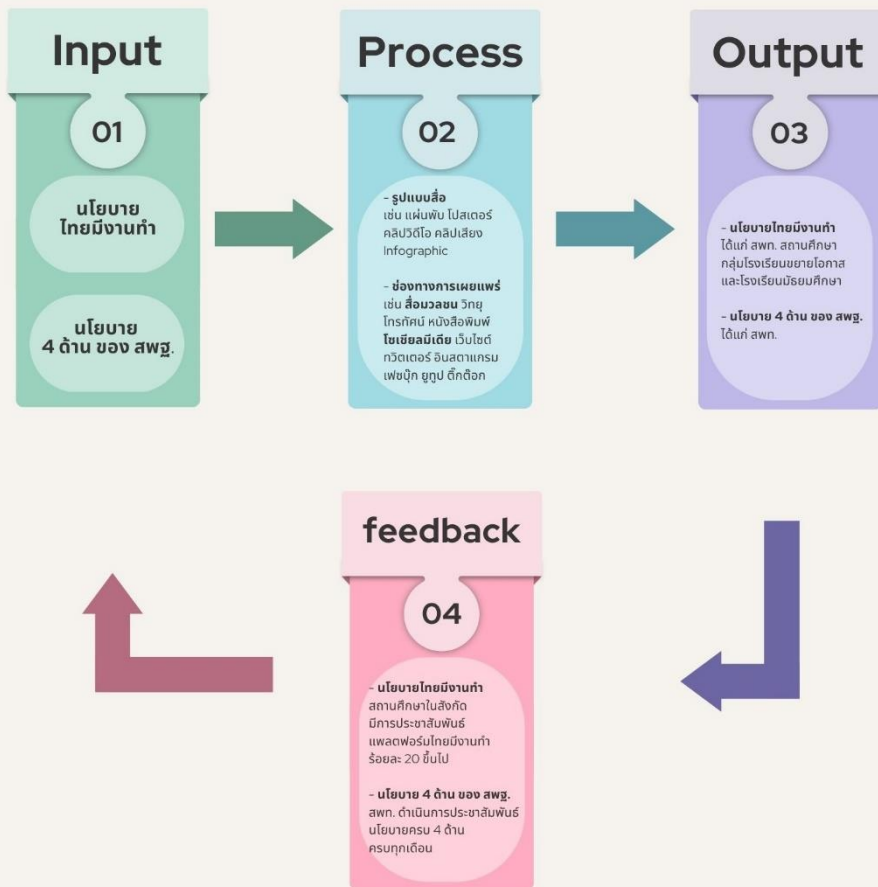 Input
01
นโยบาย
ไทยมีงานทำ
นโยบาย
4 ด้าน ของ สพฐ.
Process
02
- รูปแบบสื่อ
เช่น แผ่นพับ โปสเตอร์
คลิปวิดีโอ คลิปเสียง
Infographic
- ช่องทางการเผยแพร่
เช่น สื่อมวลชน วิทยุ
โทรทัศน์ หนังสือพิมพ์
โซเชียลมีเดีย เว็บไซต์
ทวิตเตอร์ อินสตาแกรม
เฟซบุ๊ก ยูทูป ติ๊กต๊อก
Output
03
- นโยบายไทยมีงานทำ
ได้แก่ สพท. สถานศึกษา
กลุ่มโรงเรียนขยายโอกาส
และโรงเรียนมัธยมศึกษา
- นโยบาย 4 ด้าน ของ สพฐ.
ได้แก่ สพท.
feedback
04
- นโยบายไทยมีงานทำ
สถานศึกษาในสังกัด
มีการประชาสัมพันธ์
แพลตฟอร์มไทยมีงานทำ
ร้อยละ 20 ขึ้นไป
- นโยบาย 4 ด้าน ของ สพฐ.
สพท. ดำเนินการประชาสัมพันธ์
นโยบายครบ 4 ด้าน
ครบทุกเดือน